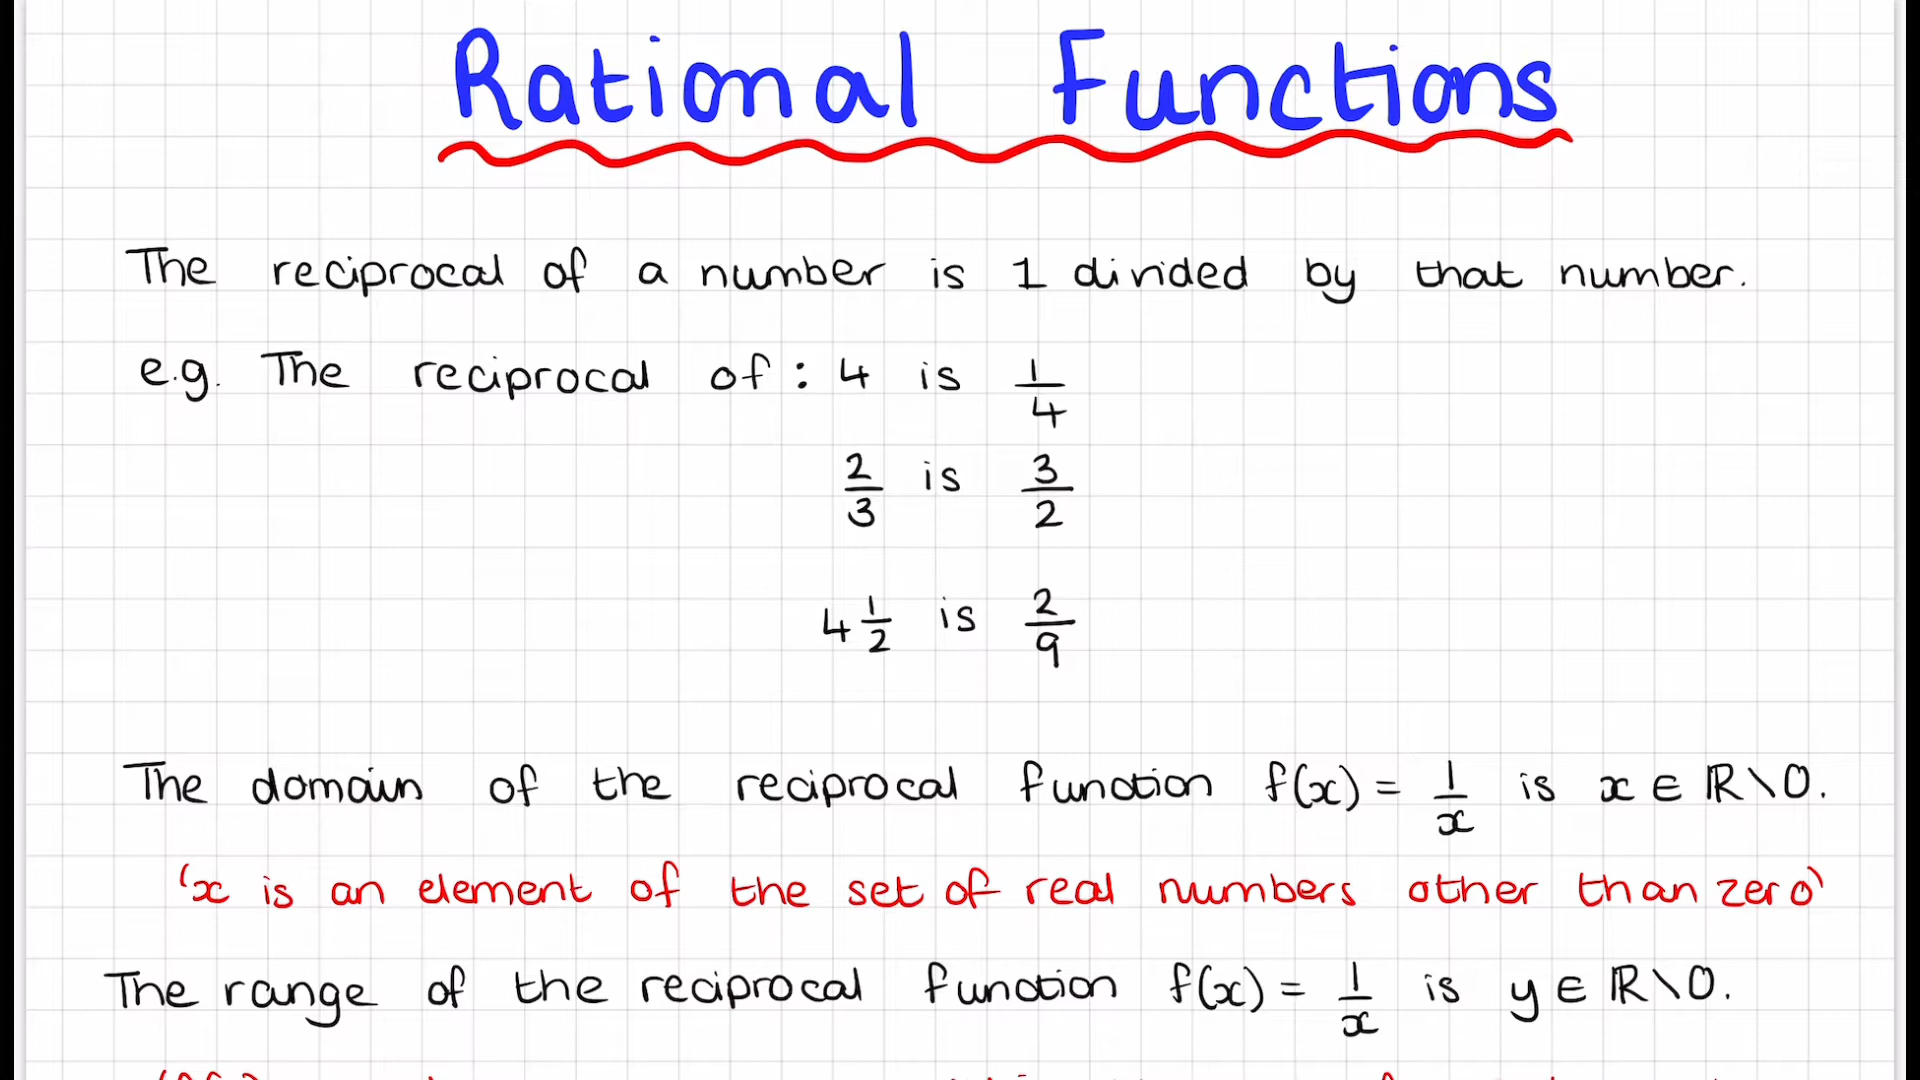 Rational Functions
The reciprocal of a number is 1 divided by that number.
e.g. The reciprocal of : 4 is 1/4
2/3 is 3/2
4 1/2 is 2/9
The domain of the reciprocal function f(x) = 1/x is x ∈ ℝ\0.
'x is an element of the set of real numbers other than zero'
The range of the reciprocal function f(x) = 1/x is y ∈ ℝ\0.